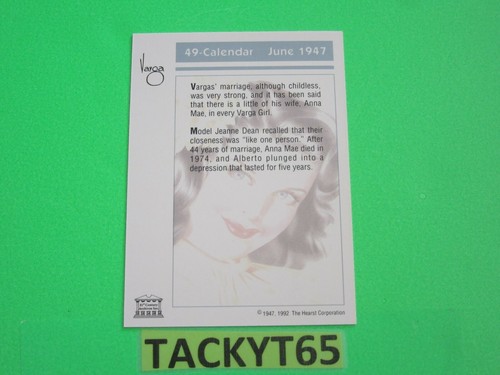 Varga
49-Calendar June 1947
Vargas' marriage, although childless,
was very strong, and it has been said
that there is a little of his wife, Anna
Mae, in every Varga Girl.
Model Jeanne Dean recalled that their
closeness was "like one person." After
44 years of marriage, Anna Mae died in
1974, and Alberto plunged into a
depression that lasted for five years.
© 1947, 1992 The Hearst Corporation
TACKYT65